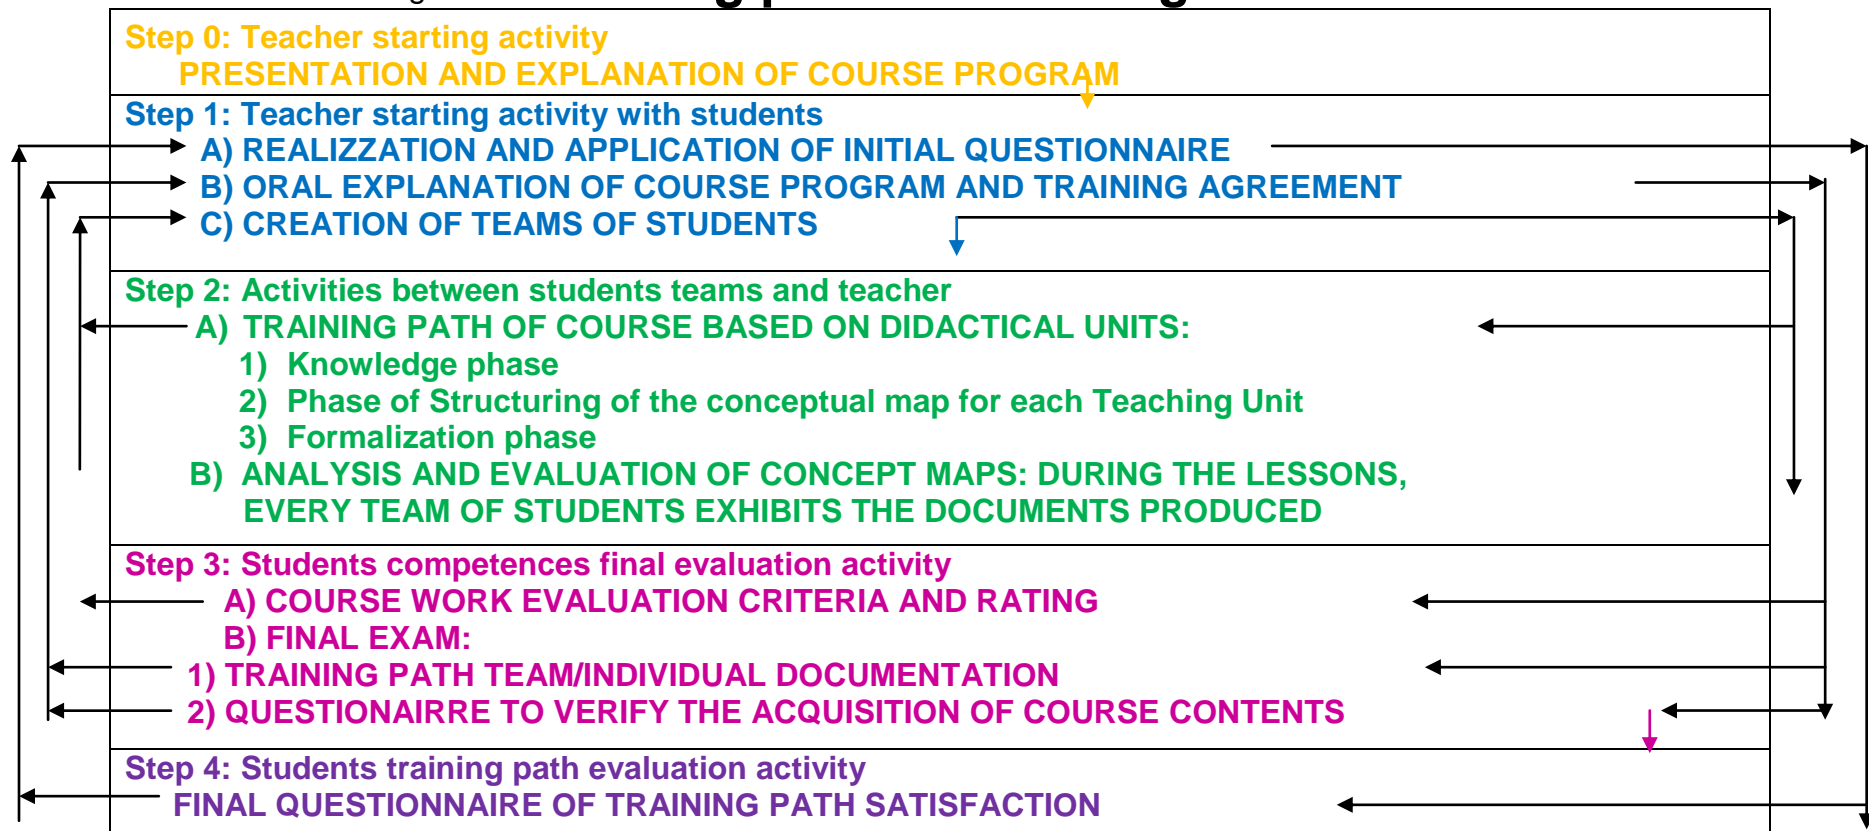 Step 0: Teacher starting activity
PRESENTATION AND EXPLANATION OF COURSE PROGRAM
Step 1: Teacher starting activity with students
A) REALIZZATION AND APPLICATION OF INITIAL QUESTIONNAIRE
B) ORAL EXPLANATION OF COURSE PROGRAM AND TRAINING AGREEMENT
C) CREATION OF TEAMS OF STUDENTS
Step 2: Activities between students teams and teacher
A) TRAINING PATH OF COURSE BASED ON DIDACTICAL UNITS:
1) Knowledge phase
2) Phase of Structuring of the conceptual map for each Teaching Unit
3) Formalization phase
B) ANALYSIS AND EVALUATION OF CONCEPT MAPS: DURING THE LESSONS,
EVERY TEAM OF STUDENTS EXHIBITS THE DOCUMENTS PRODUCED
Step 3: Students competences final evaluation activity
A) COURSE WORK EVALUATION CRITERIA AND RATING
B) FINAL EXAM:
1) TRAINING PATH TEAM/INDIVIDUAL DOCUMENTATION
2) QUESTIONAIRRE TO VERIFY THE ACQUISITION OF COURSE CONTENTS
Step 4: Students training path evaluation activity
FINAL QUESTIONNAIRE OF TRAINING PATH SATISFACTION